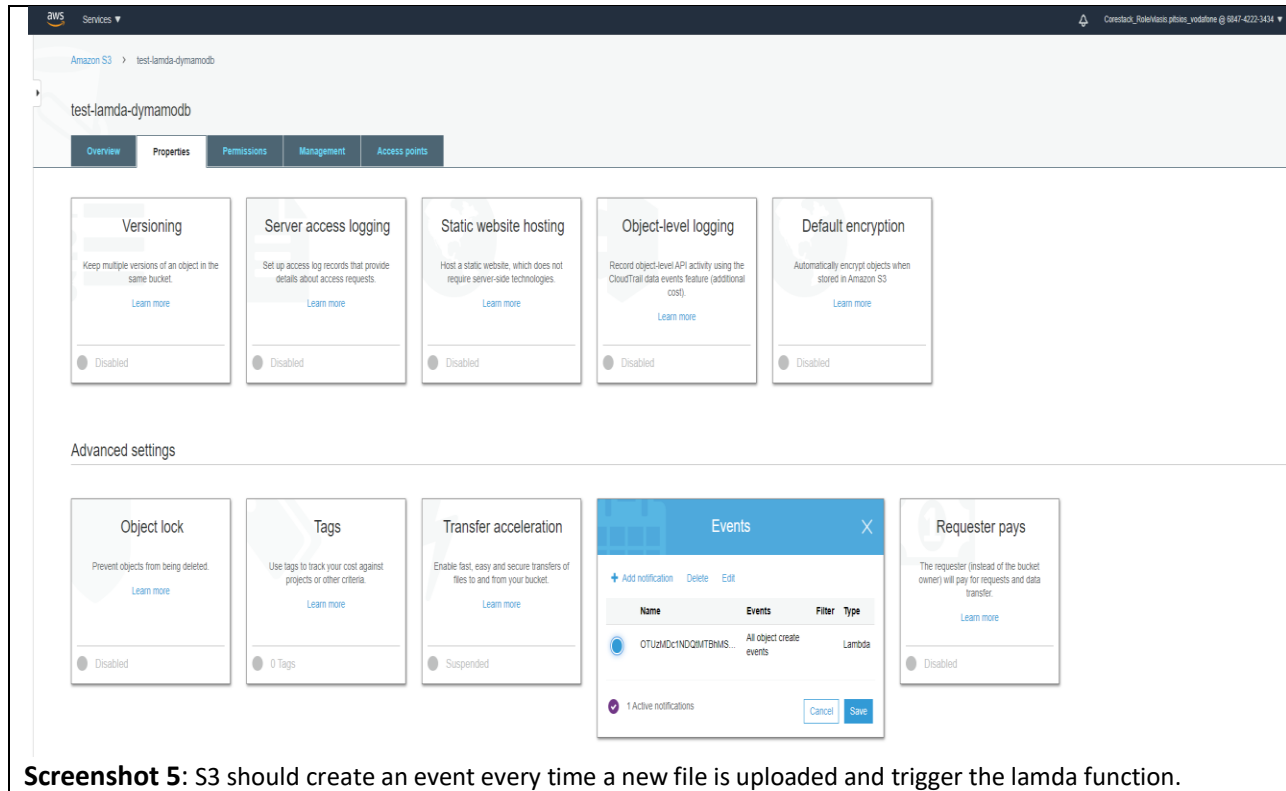 aws Services ▼ Corestack_Role/vlasis.pitsios_vodafone @ 6847-4222-3434 ▼
Amazon S3 > test-lamda-dymamodb
test-lamda-dymamodb
Overview Properties Permissions Management Access points
Versioning
Keep multiple versions of an object in the
same bucket.
Learn more
Disabled
Server access logging
Set up access log records that provide
details about access requests.
Learn more
Disabled
Static website hosting
Host a static website, which does not
require server-side technologies.
Learn more
Disabled
Object-level logging
Record object-level API activity using the
CloudTrail data events feature (additional
cost).
Learn more
Disabled
Default encryption
Automatically encrypt objects when
stored in Amazon S3
Learn more
Disabled
Advanced settings
Object lock
Prevent objects from being deleted.
Learn more
Disabled
Tags
Use tags to track your cost against
projects or other criteria.
Learn more
0 Tags
Transfer acceleration
Enable fast, easy and secure transfers of
files to and from your bucket.
Learn more
Suspended
Events X
+ Add notification Delete Edit
Name Events Filter Type
OTUzMDc1NDQtMTBhMS... All object create Lambda
events
1 Active notifications Cancel Save
Requester pays
The requester (instead of the bucket
owner) will pay for requests and data
transfer.
Learn more
Disabled
Screenshot 5: S3 should create an event every time a new file is uploaded and trigger the lamda function.